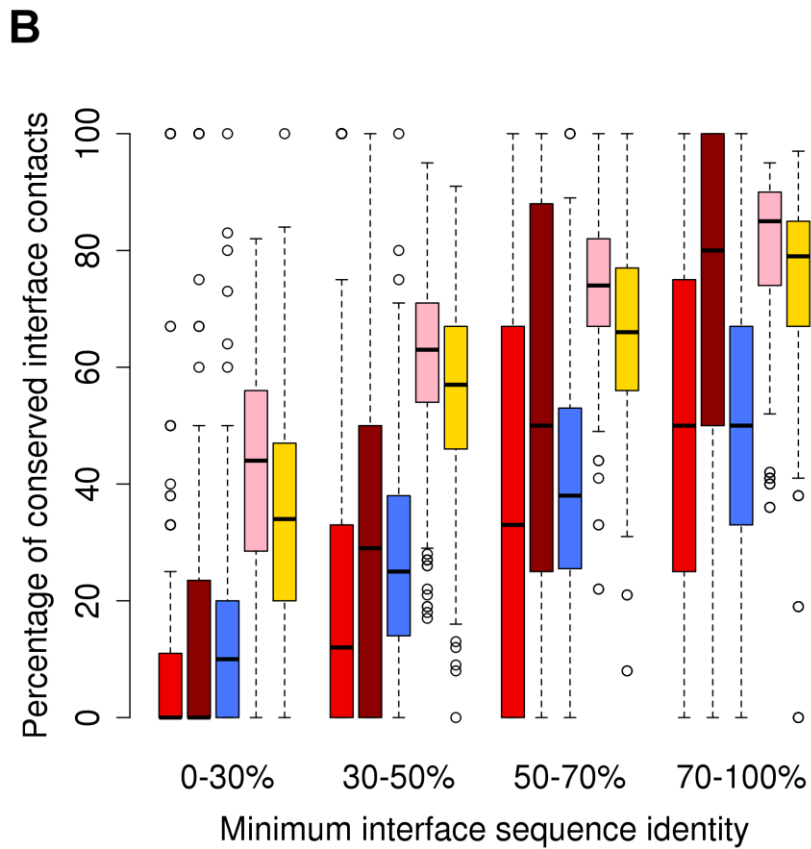 B
Percentage of conserved interface contacts
100
80
60
40
20
0
0-30% 30-50% 50-70% 70-100%
Minimum interface sequence identity